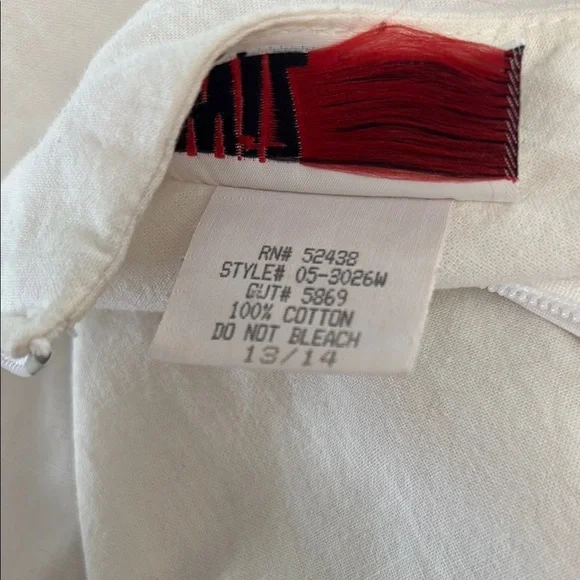 RN# 52438
STYLE# 05-3026W
CUT# 5869
100% COTTON
DO NOT BLEACH
13/14